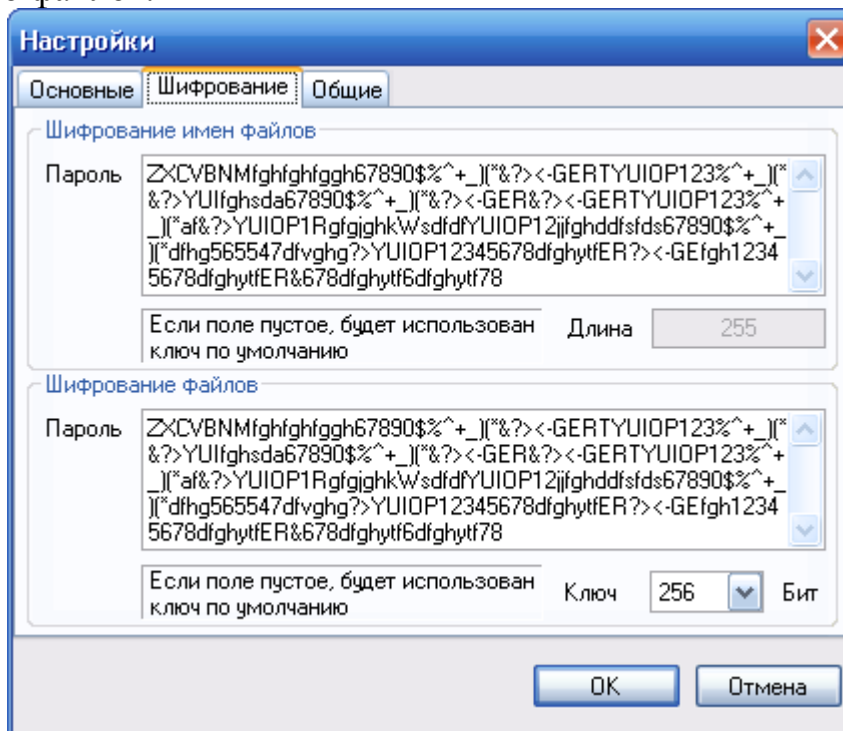 Настройки
Основные Шифрование Общие
Шифрование имен файлов
Пароль
ZXCVBNMfghfghfggh67890$%^+_)(*&?><-GERTYUIOP123%^+_)(*
&?>YUIfghsda67890$%^+_)(*&?><-GER&?><-GERTYUIOP123%^+
_)(*af&?>YUIOP1RgfgjghkWsdfdfYUIOP12jjfghddfsfds67890$%^+_
)(*dfhg565547dfvghg?>YUIOP12345678dfghytfER?><-GEfgh1234
5678dfghytfER&678dfghytf6dfghytf78
Если поле пустое, будет использован
ключ по умолчанию
Длина 255
Шифрование файлов
Пароль
ZXCVBNMfghfghfggh67890$%^+_)(*&?><-GERTYUIOP123%^+_)(*
&?>YUIfghsda67890$%^+_)(*&?><-GER&?><-GERTYUIOP123%^+
_)(*af&?>YUIOP1RgfgjghkWsdfdfYUIOP12jjfghddfsfds67890$%^+_
)(*dfhg565547dfvghg?>YUIOP12345678dfghytfER?><-GEfgh1234
5678dfghytfER&678dfghytf6dfghytf78
Если поле пустое, будет использован
ключ по умолчанию
Ключ 256 Бит
OK Отмена